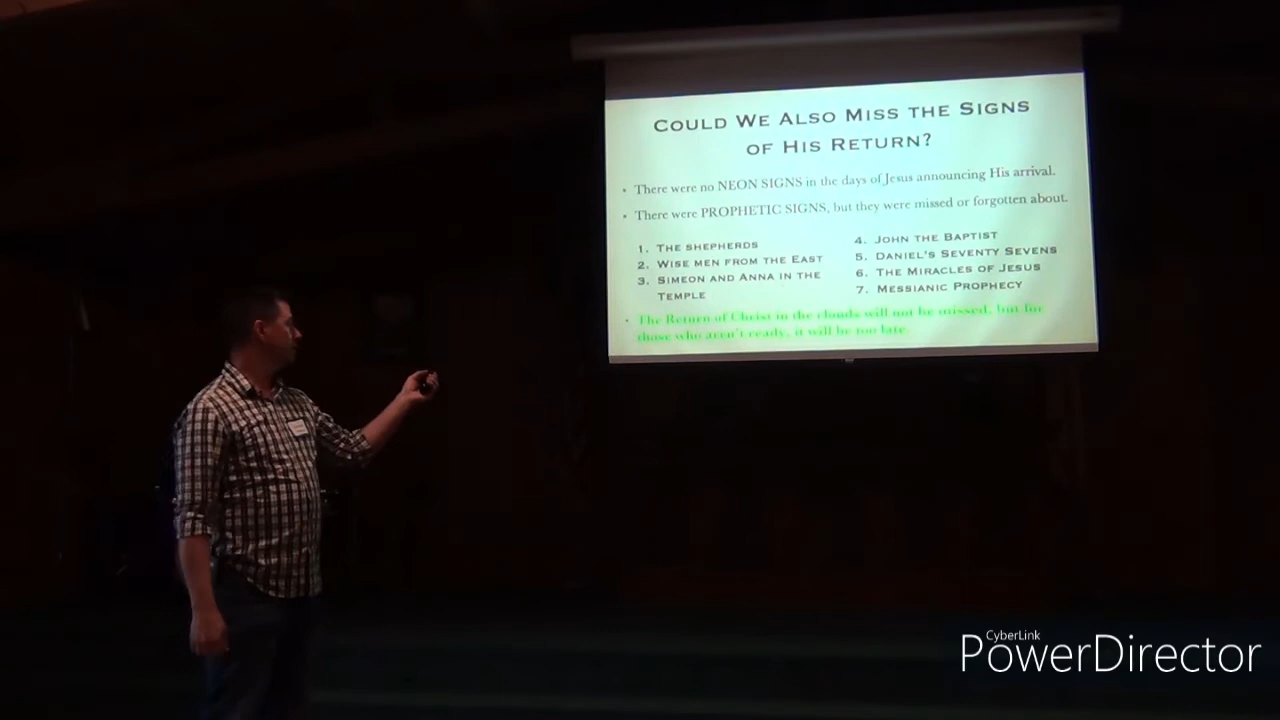 COULD WE ALSO MISS THE SIGNS
OF HIS RETURN?
• There were no NEON SIGNS in the days of Jesus announcing His arrival.
• There were PROPHETIC SIGNS, but they were missed or forgotten about.
1. THE SHEPHERDS
2. WISE MEN FROM THE EAST
3. SIMEON AND ANNA IN THE
TEMPLE
4. JOHN THE BAPTIST
5. DANIEL'S SEVENTY SEVENS
6. THE MIRACLES OF JESUS
7. MESSIANIC PROPHECY
• The Return of Christ in the clouds will not be missed, but for
those who aren't ready, it will be too late.
CyberLink
PowerDirector